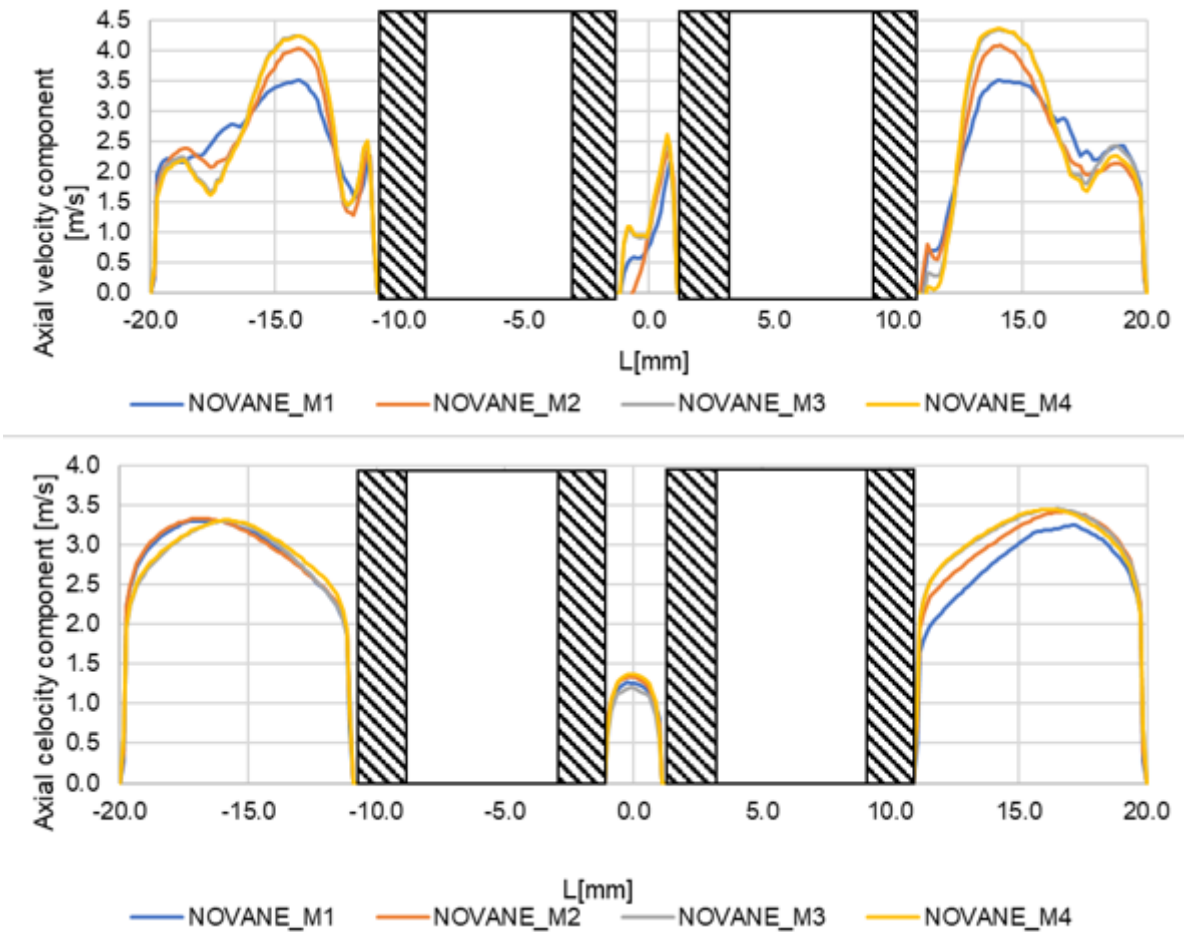 4.5
4.0
3.5
3.0
2.5
2.0
1.5
1.0
0.5
0.0
Axial velocity component
[m/s]
-20.0 -15.0 -10.0 -5.0 0.0 5.0 10.0 15.0 20.0
L[mm]
NOVANE_M1 NOVANE_M2 NOVANE_M3 NOVANE_M4
4.0
3.5
3.0
2.5
2.0
1.5
1.0
0.5
0.0
Axial celocity component [m/s]
-20.0 -15.0 -10.0 -5.0 0.0 5.0 10.0 15.0 20.0
L[mm]
NOVANE_M1 NOVANE_M2 NOVANE_M3 NOVANE_M4